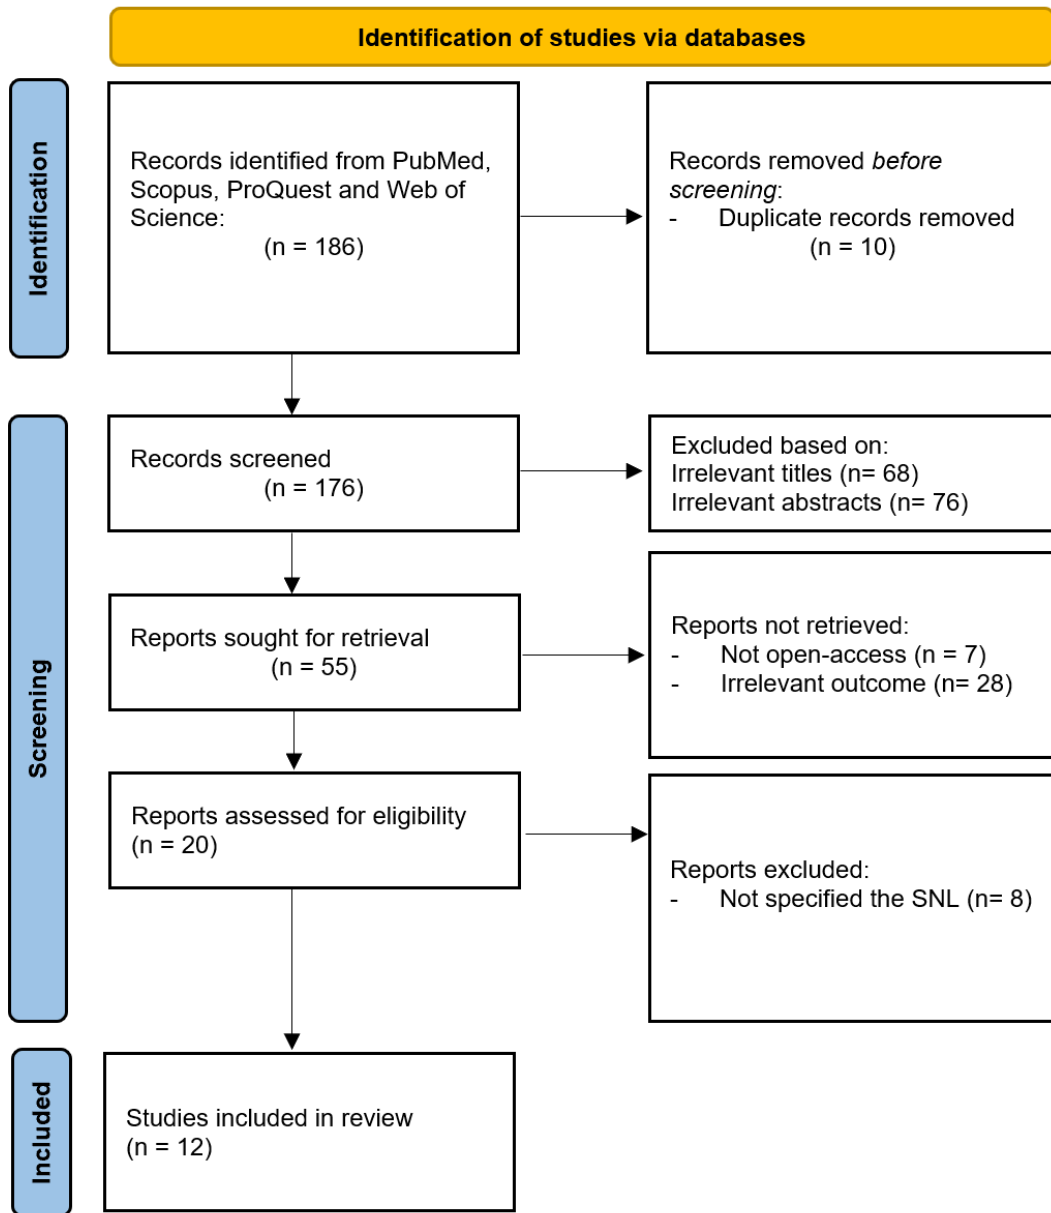 Identification of studies via databases
Identification
Records identified from PubMed,
Scopus, ProQuest and Web of
Science:
(n = 186)
Records removed before
screening:
- Duplicate records removed
(n = 10)
Screening
Records screened
(n = 176)
Excluded based on:
Irrelevant titles (n= 68)
Irrelevant abstracts (n= 76)
Reports sought for retrieval
(n = 55)
Reports not retrieved:
- Not open-access (n = 7)
- Irrelevant outcome (n= 28)
Reports assessed for eligibility
(n = 20)
Reports excluded:
- Not specified the SNL (n= 8)
Included
Studies included in review
(n = 12)